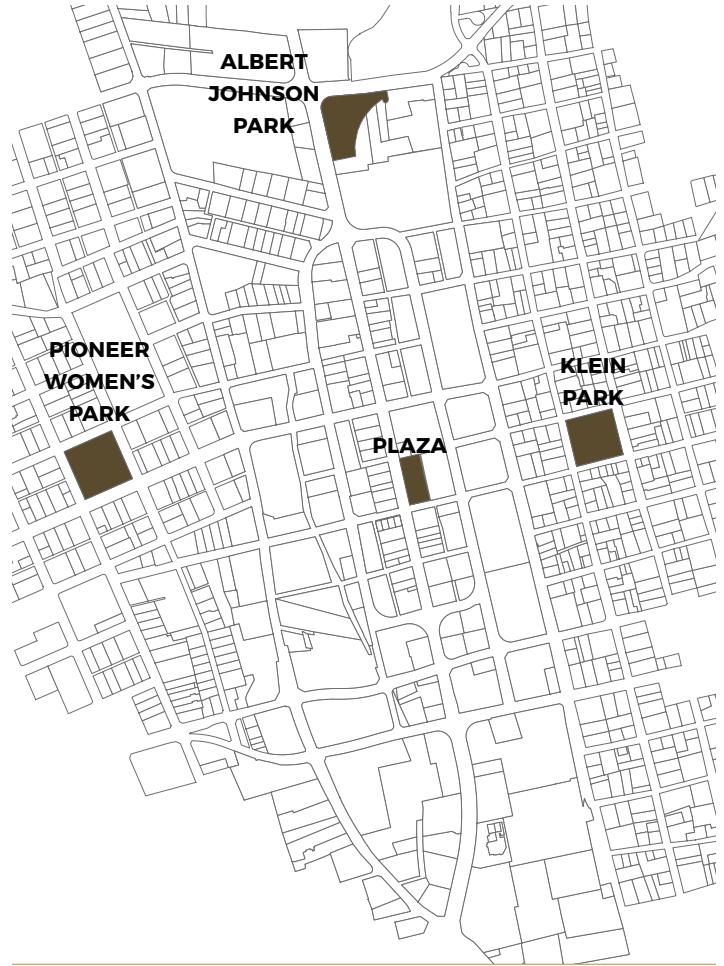 ALBERT
JOHNSON
PARK
PIONEER
WOMEN'S
PARK
KLEIN
PARK
PLAZA